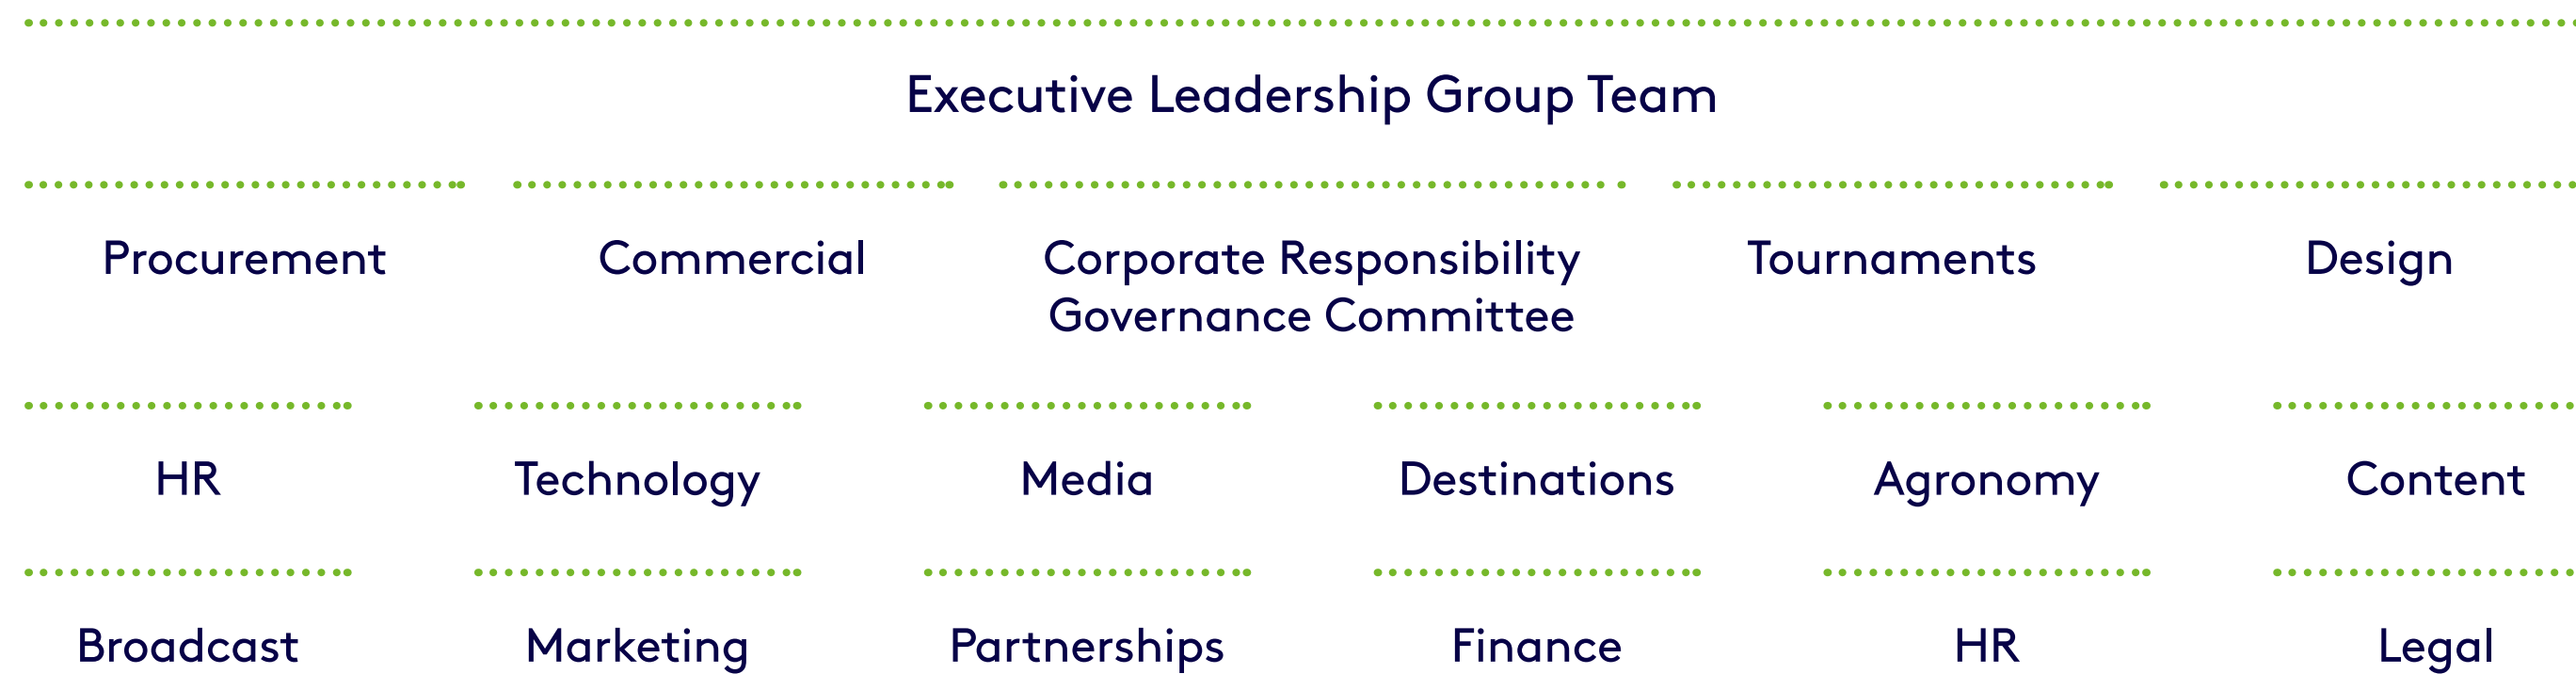 Executive Leadership Group Team
Procurement
Commercial
Corporate Responsibility
Governance Committee
Tournaments
Design
HR
Technology
Media
Destinations
Agronomy
Content
Broadcast
Marketing
Partnerships
Finance
HR
Legal